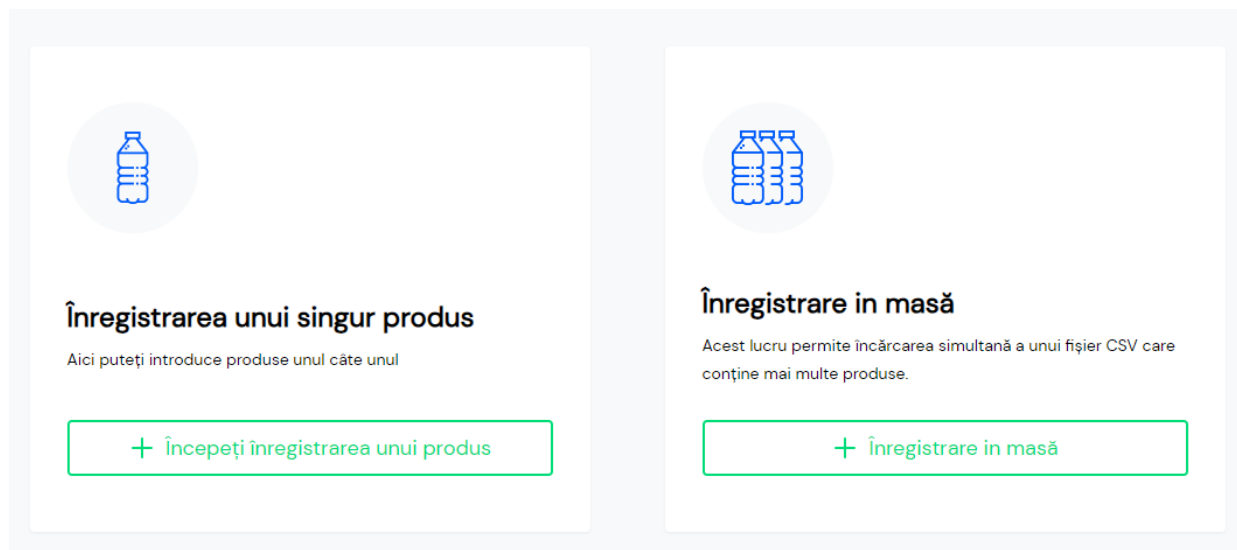 Înregistrarea unui singur produs
Aici puteți introduce produse unul câte unul
+ Începeți înregistrarea unui produs
Înregistrare in masă
Acest lucru permite încărcarea simultană a unui fișier CSV care
conține mai multe produse.
+ Înregistrare in masă